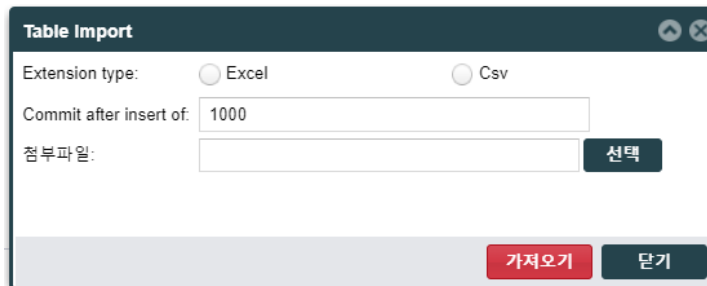 Table Import
Extension type: Excel Csv
Commit after insert of: 1000
첨부파일: 선택
가져오기 닫기